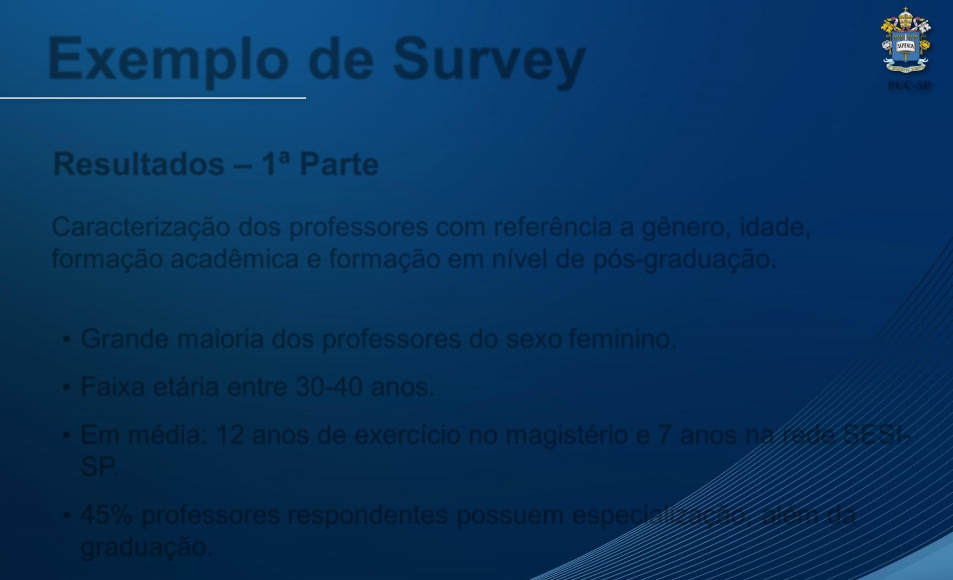 Exemplo de Survey
PUC-SP
Resultados – 1ª Parte
Caracterização dos professores com referência a gênero, idade,
formação acadêmica e formação em nível de pós-graduação.
▪ Grande maioria dos professores do sexo feminino.
▪ Faixa etária entre 30-40 anos.
▪ Em média: 12 anos de exercício no magistério e 7 anos na rede SESI-
SP.
▪ 45% professores respondentes possuem especialização, além da
graduação.